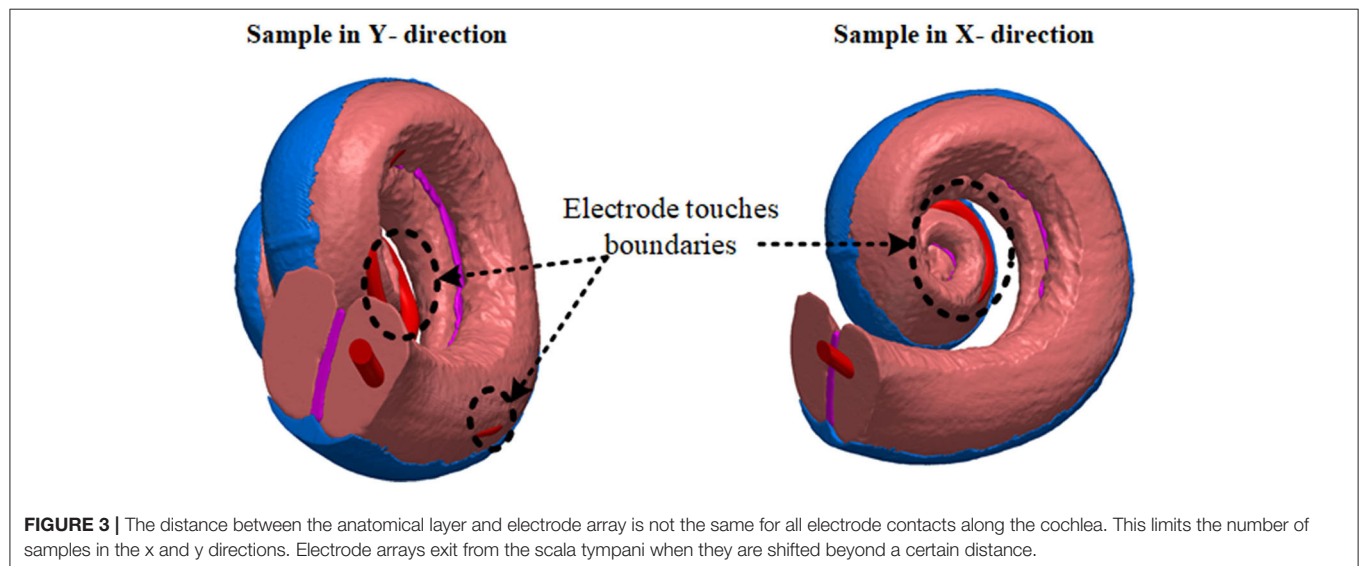 Sample in Y- direction
Sample in X- direction
Electrode touches
boundaries
FIGURE 3 | The distance between the anatomical layer and electrode array is not the same for all electrode contacts along the cochlea. This limits the number of
samples in the x and y directions. Electrode arrays exit from the scala tympani when they are shifted beyond a certain distance.